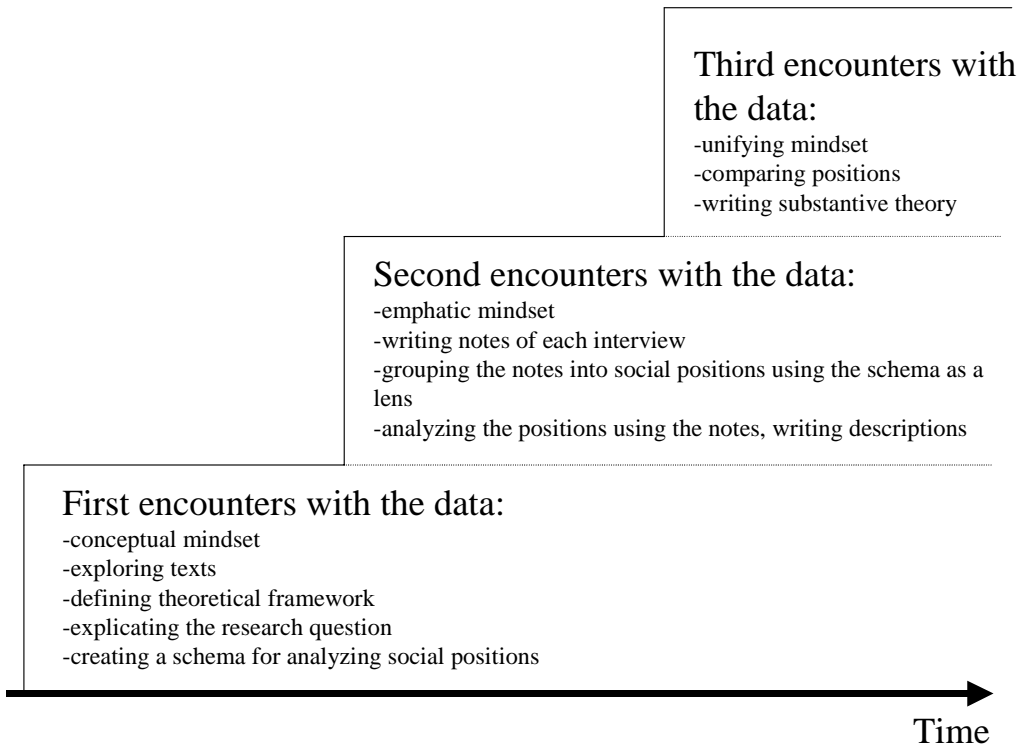 Third encounters with
the data:
-unifying mindset
-comparing positions
-writing substantive theory
Second encounters with the data:
-emphatic mindset
-writing notes of each interview
-grouping the notes into social positions using the schema as a
lens
-analyzing the positions using the notes, writing descriptions
First encounters with the data:
-conceptual mindset
-exploring texts
-defining theoretical framework
-explicating the research question
-creating a schema for analyzing social positions
Time